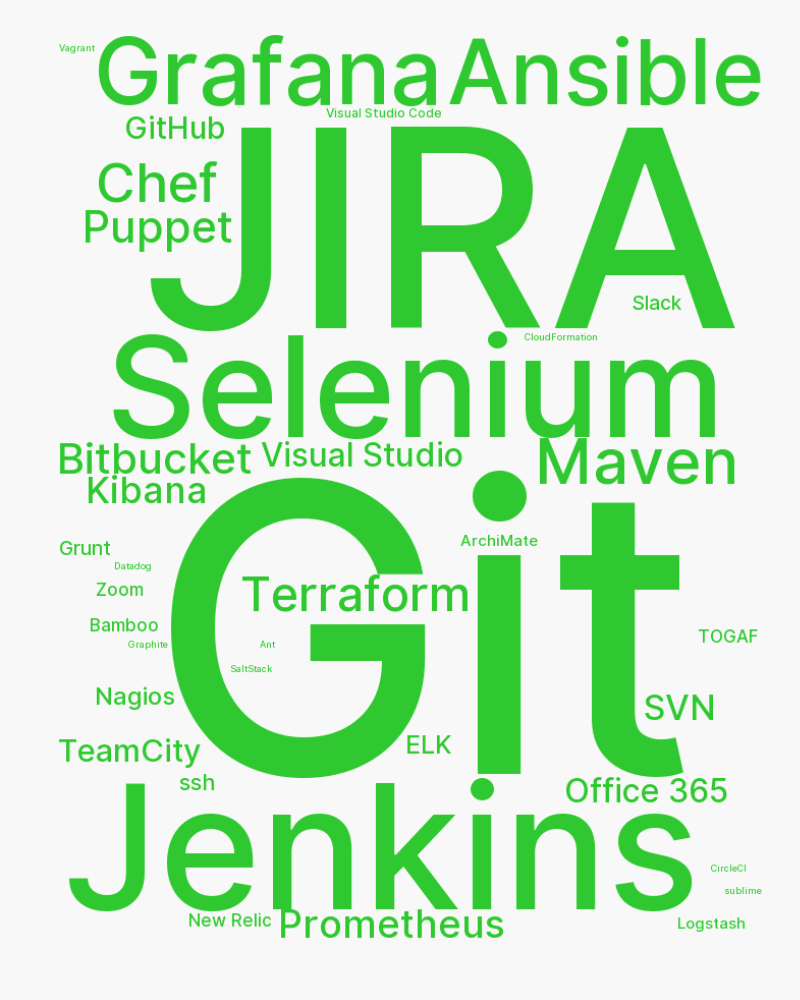 Vagrant
Grafana Ansible
Visual Studio Code
GitHub
JIRA
Chef
Puppet
Slack
CloudFormation
Selenium
Bitbucket Visual Studio Maven
Kibana
ArchiMate
Grunt
Datadog
Zoom
Terraform
Bamboo
TOGAF
Graphite
Ant
Git
SaltStack
Nagios
SVN
ELK
TeamCity
ssh
Office 365
Jenkins
CircleCI
sublime
New Relic Prometheus
Logstash